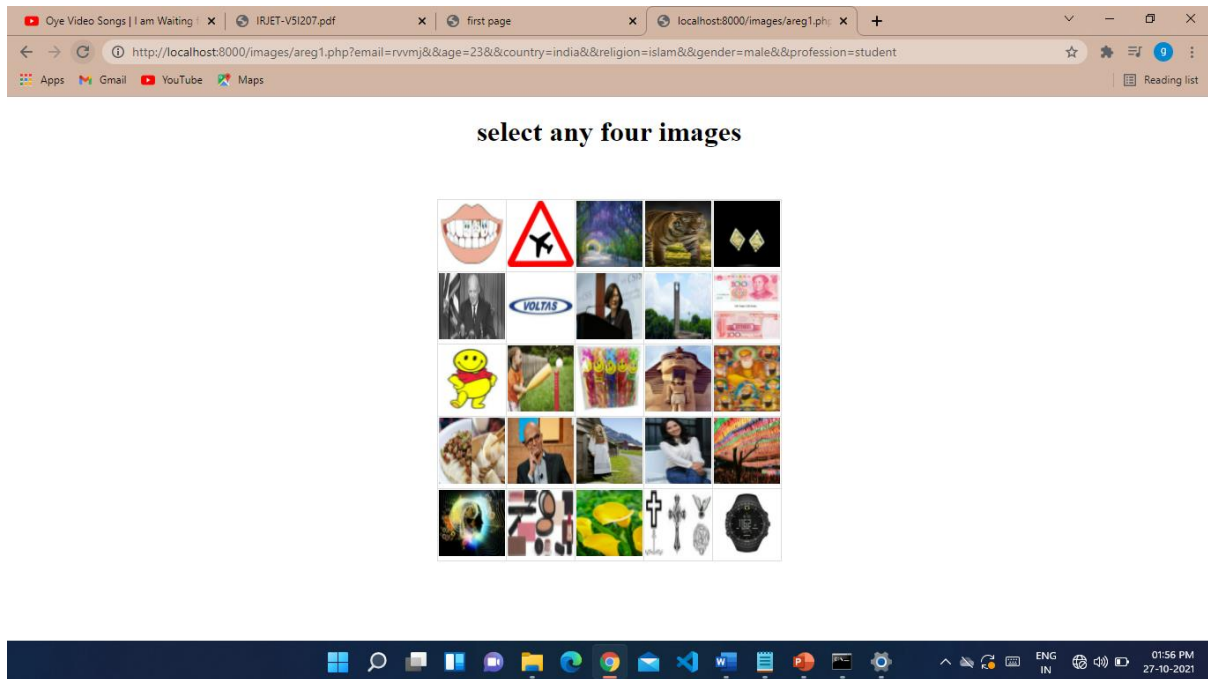 Oye Video Songs | I am Waiting
IRJET-V5I207.pdf
first page
localhost:8000/images/areg1.php
http://localhost:8000/images/areg1.php?email=rvvmj&&age=23&&country=india&&religion=islam&&gender=male&&profession=student
Apps Gmail YouTube Maps Reading list
select any four images
VOLTAS
100
100
ENG
IN
01:56 PM
27-10-2021